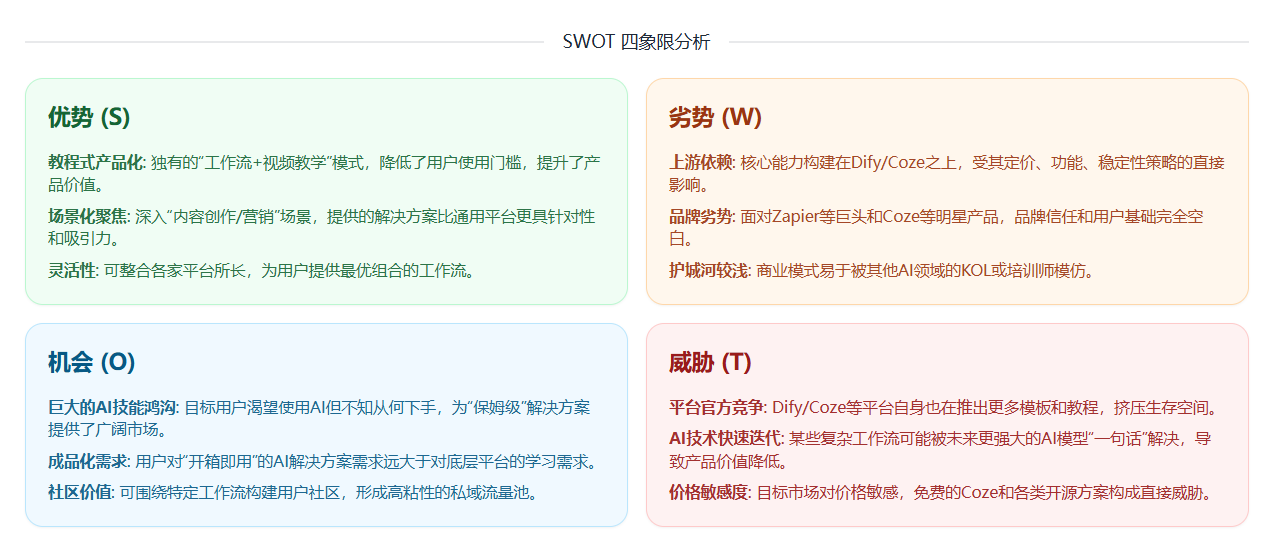 SWOT 四象限分析
优势 (S)
教程式产品化: 独有的“工作流+视频教学”模式，降低了用户使用门槛，提升了产
品价值。
场景化聚焦: 深入“内容创作/营销”场景，提供的解决方案比通用平台更具针对性
和吸引力。
灵活性: 可整合各家平台所长，为用户提供最优组合的工作流。
劣势 (W)
上游依赖: 核心能力构建在Dify/Coze之上，受其定价、功能、稳定性策略的直接
影响。
品牌劣势: 面对Zapier等巨头和Coze等明星产品，品牌信任和用户基础完全空
白。
护城河较浅: 商业模式易于被其他AI领域的KOL或培训师模仿。
机会 (O)
巨大的AI技能鸿沟: 目标用户渴望使用AI但不知从何下手，为“保姆级”解决方案
提供了广阔市场。
成品化需求: 用户对“开箱即用”的AI解决方案需求远大于对底层平台的学习需求。
社区价值: 可围绕特定工作流构建用户社区，形成高粘性的私域流量池。
威胁 (T)
平台官方竞争: Dify/Coze等平台自身也在推出更多模板和教程，挤压生存空间。
AI技术快速迭代: 某些复杂工作流可能被未来更强大的AI模型“一句话”解决，导
致产品价值降低。
价格敏感度: 目标市场对价格敏感，免费的Coze和各类开源方案构成直接威胁。